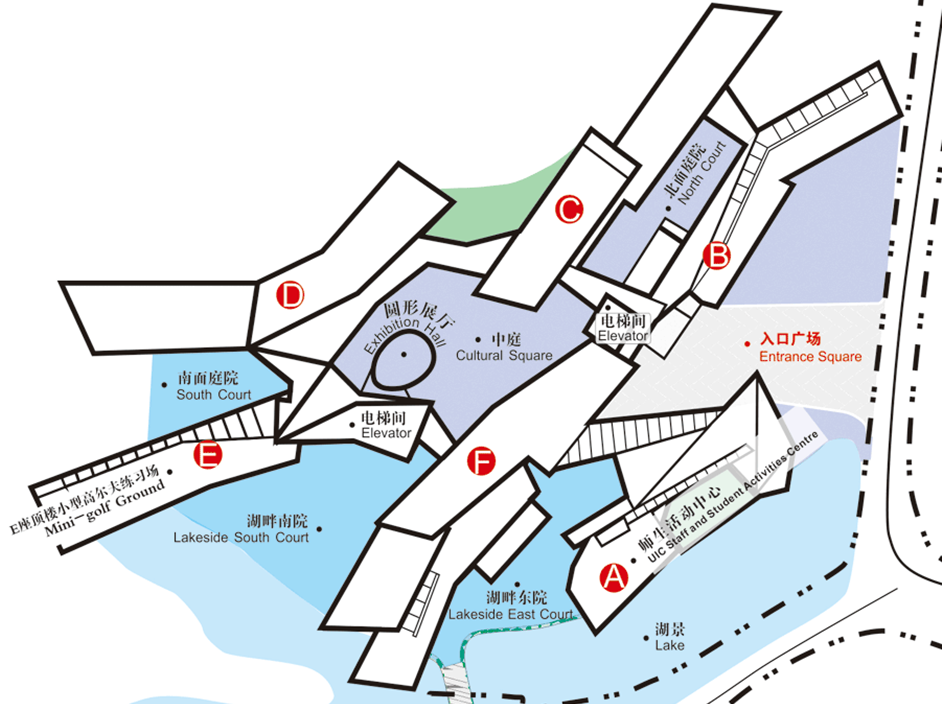 C
北面庭院
North Court
B
D
圆形展厅
Exhibition Hall
中庭
Cultural Square
电梯间
Elevator
入口广场
Entrance Square
南面庭院
South Court
电梯间
Elevator
E
F
E座顶楼小型高尔夫练习场
Mini-golf Ground
湖畔南院
Lakeside South Court
师生活动中心
UIC Staff and Student Activities Centre
A
湖畔东院
Lakeside East Court
湖景
Lake